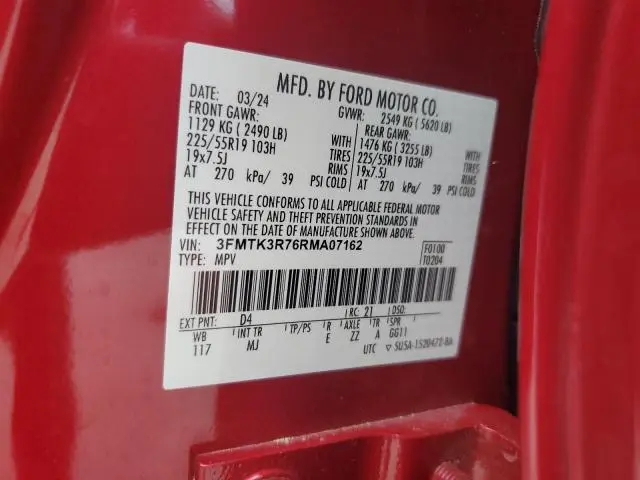 MFD. BY FORD MOTOR CO.
DATE: 03/24 GVWR: 2549 KG (5620 LB)
FRONT GAWR: REAR GAWR:
1129 KG (2490 LB) WITH 1476 KG (3255 LB) WITH
225/55R19 103H TIRES 225/55R19 103H TIRES
19x7.5J RIMS 19x7.5J RIMS
AT 270 kPa/ 39 PSI COLD AT 270 kPa/ 39 PSI COLD
THIS VEHICLE CONFORMS TO ALL APPLICABLE FEDERAL MOTOR
VEHICLE SAFETY AND THEFT PREVENTION STANDARDS IN
EFFECT ON THE DATE OF MANUFACTURE SHOWN ABOVE.
VIN: 3FMTK3R76RMA07162 F0100
TYPE: MPV T0204
EXT PNT: D4 RC: 21 DSO:
WB INT TR TP/PS R AXLE TR SPR
117 MJ E ZZ A GG11
UTC 5U5A-1520472-BA